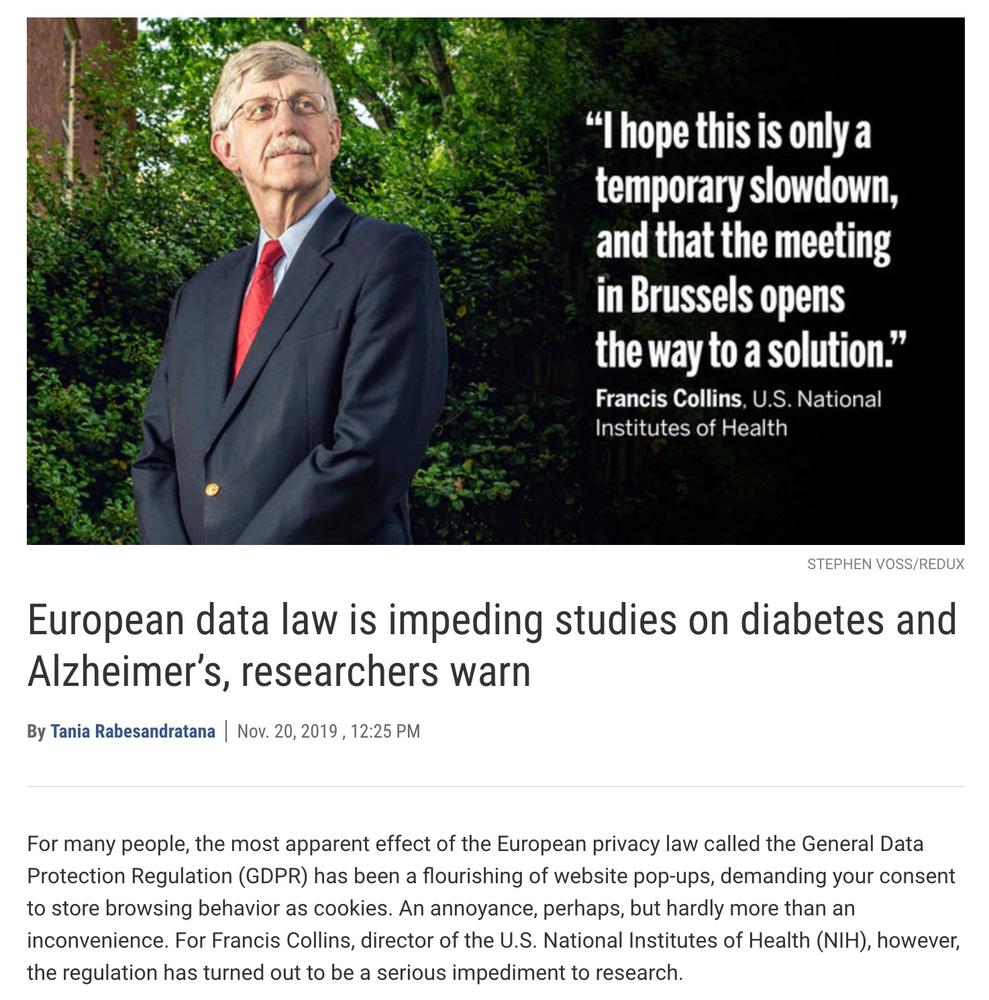 “I hope this is only a
temporary slowdown,
and that the meeting
in Brussels opens
the way to a solution.”
Francis Collins, U.S. National
Institutes of Health
STEPHEN VOSS/REDUX
European data law is impeding studies on diabetes and
Alzheimer’s, researchers warn
By Tania Rabesandratana | Nov. 20, 2019 , 12:25 PM
For many people, the most apparent effect of the European privacy law called the General Data
Protection Regulation (GDPR) has been a flourishing of website pop-ups, demanding your consent
to store browsing behavior as cookies. An annoyance, perhaps, but hardly more than an
inconvenience. For Francis Collins, director of the U.S. National Institutes of Health (NIH), however,
the regulation has turned out to be a serious impediment to research.